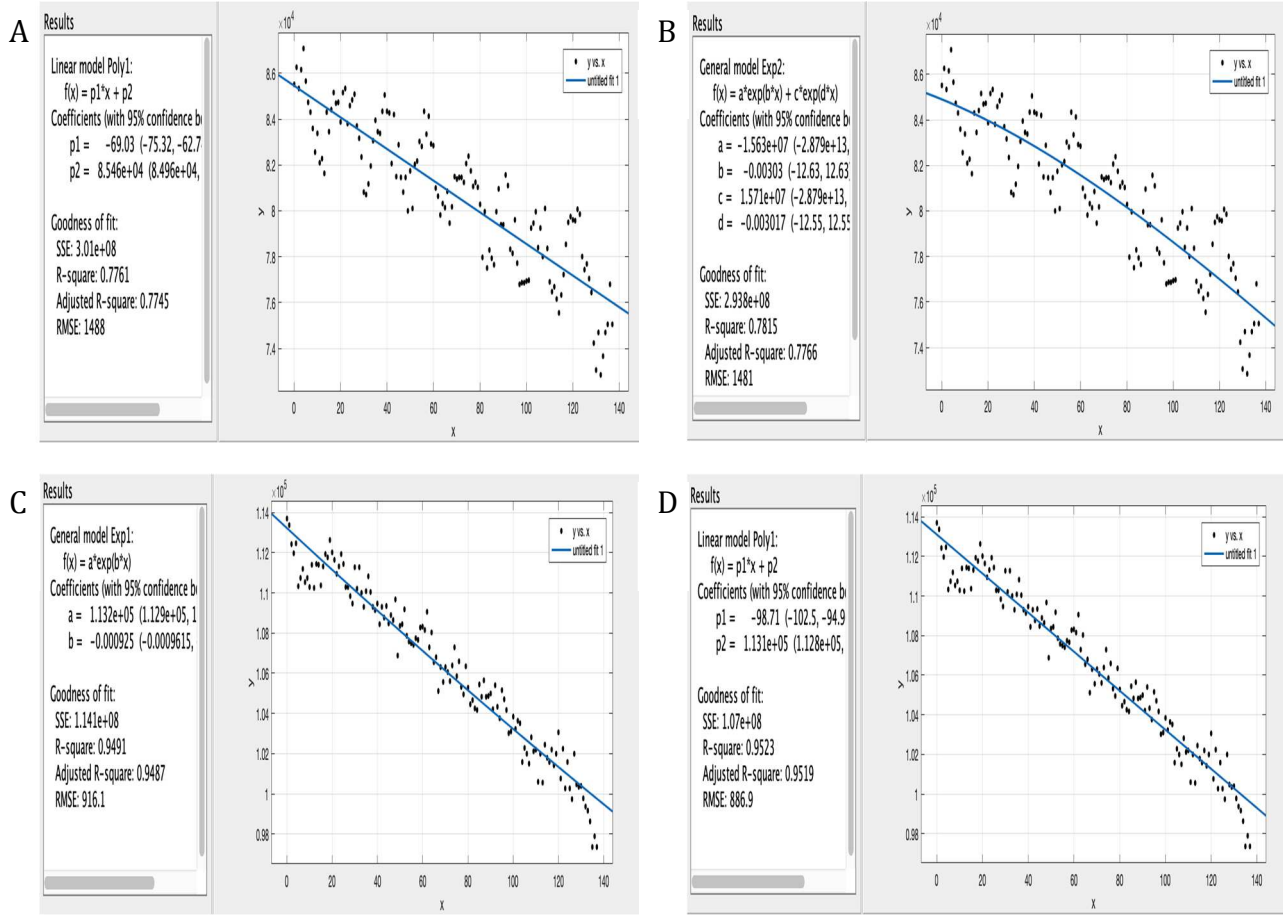 A
Results
Linear model Poly1:
f(x) = p1*x + p2
Coefficients (with 95% confidence
p1 = -69.03 (-75.32, -62.7
p2 = 8.546e+04 (8.496e+04,
Goodness of fit:
SSE: 3.01e+08
R-square: 0.7761
Adjusted R-square: 0.7745
RMSE: 1488
×10⁴
8.6
8.4
8.2
8
7.8
7.6
7.4
y
0 20 40 60 80 100 120 140
x
y vs. x
untitled fit 1
B
Results
General model Exp2:
f(x) = a*exp(b*x) + c*exp(d*x)
Coefficients (with 95% confidence
a = -1.563e+07 (-2.879e+13,
b = -0.00303 (-12.63, 12.63
c = 1.571e+07 (-2.879e+13,
d = -0.003017 (-12.55, 12.55
Goodness of fit:
SSE: 2.938e+08
R-square: 0.7815
Adjusted R-square: 0.7766
RMSE: 1481
×10⁴
8.6
8.4
8.2
8
7.8
7.6
7.4
y
0 20 40 60 80 100 120 140
x
y vs. x
untitled fit 1
C
Results
General model Exp1:
f(x) = a*exp(b*x)
Coefficients (with 95% confidence
a = 1.132e+05 (1.129e+05, 1
b = -0.000925 (-0.0009615,
Goodness of fit:
SSE: 1.141e+08
R-square: 0.9491
Adjusted R-square: 0.9487
RMSE: 916.1
×10⁵
1.14
1.12
1.1
1.08
1.06
1.04
1.02
1
0.98
y
0 20 40 60 80 100 120 140
x
y vs. x
untitled fit 1
D
Results
Linear model Poly1:
f(x) = p1*x + p2
Coefficients (with 95% confidence
p1 = -98.71 (-102.5, -94.9
p2 = 1.131e+05 (1.128e+05,
Goodness of fit:
SSE: 1.07e+08
R-square: 0.9523
Adjusted R-square: 0.9519
RMSE: 886.9
×10⁵
1.14
1.12
1.1
1.08
1.06
1.04
1.02
1
0.98
y
0 20 40 60 80 100 120 140
x
y vs. x
untitled fit 1